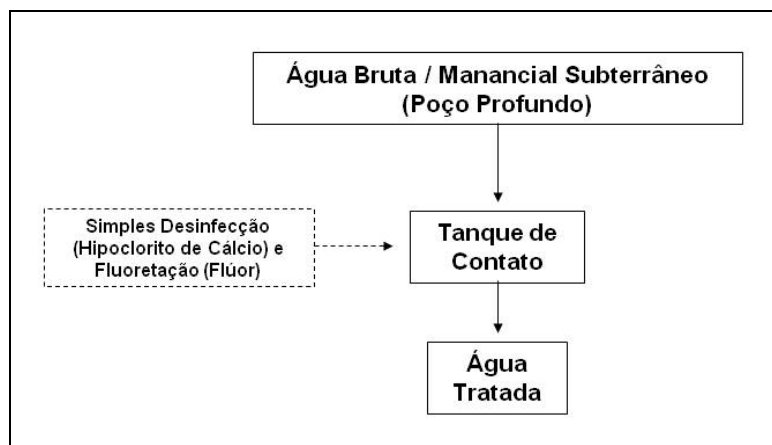 Água Bruta / Manancial Subterrâneo
(Poço Profundo)
Simples Desinfecção
(Hipoclorito de Cálcio) e
Fluoretação (Flúor)
Tanque de
Contato
Água
Tratada